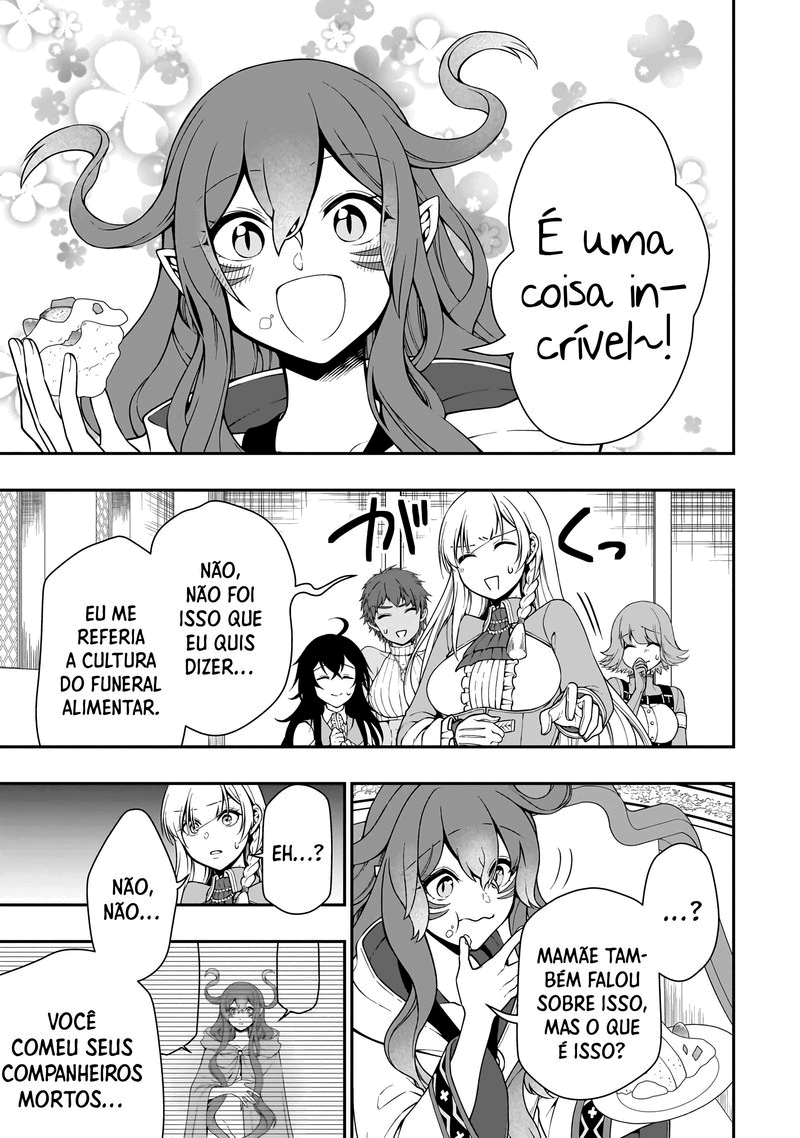 É uma
coisa in-
crível~!
ガ
くっ
NÃO,
NÃO FOI
ISSO QUE
EU QUIS
DIZER...
EU ME
REFERIA
A CULTURA
DO FUNERAL
ALIMENTAR.
...?
MAMÃE TAM-
BÉM FALOU
SOBRE ISSO,
MAS O QUE
É ISSO?
EH...?
NÃO,
NÃO...
VOCÊ
COMEU SEUS
COMPANHEIROS
MORTOS...